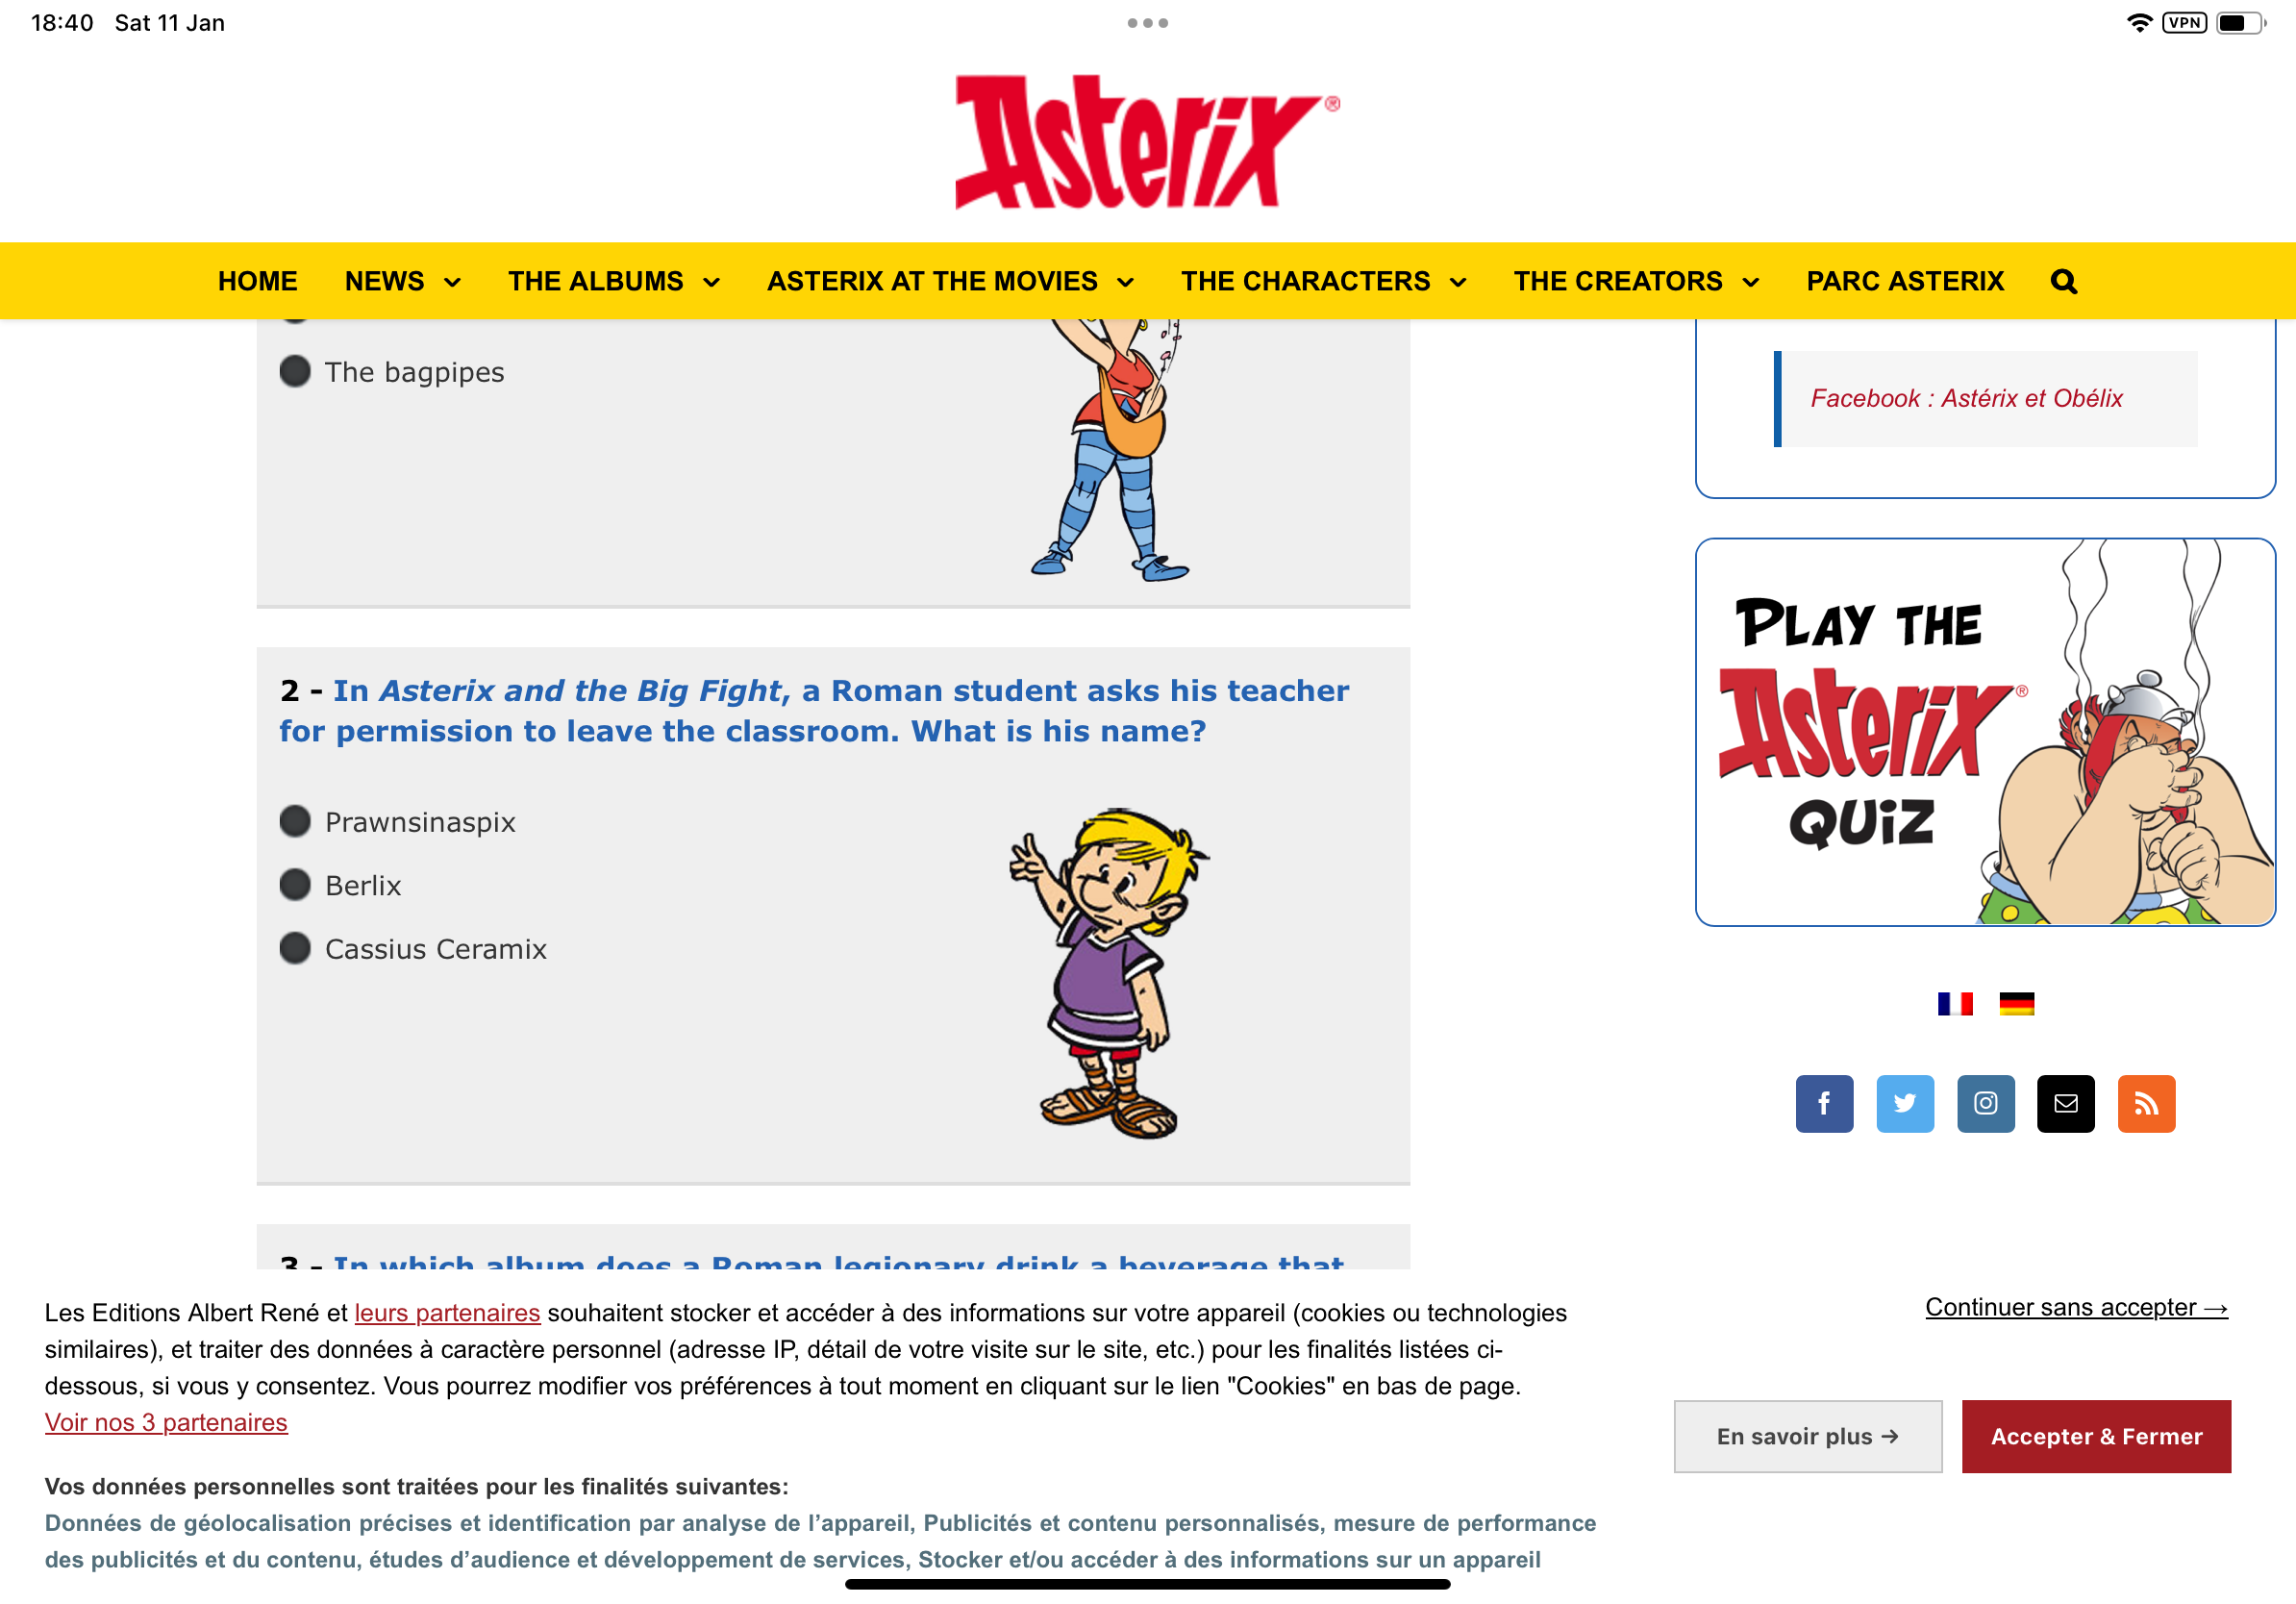 18:40 Sat 11 Jan
VPN
Asterix®
HOME NEWS THE ALBUMS ASTERIX AT THE MOVIES THE CHARACTERS THE CREATORS PARC ASTERIX
The bagpipes
Facebook : Astérix et Obélix
2 - In Asterix and the Big Fight, a Roman student asks his teacher
for permission to leave the classroom. What is his name?
Prawnsinaspix
Berlix
Cassius Ceramix
PLAY THE
Asterix®
QUiZ
3 - In which album does a Roman legionary drink a beverage that
Les Editions Albert René et leurs partenaires souhaitent stocker et accéder à des informations sur votre appareil (cookies ou technologies
similaires), et traiter des données à caractère personnel (adresse IP, détail de votre visite sur le site, etc.) pour les finalités listées ci-
dessous, si vous y consentez. Vous pourrez modifier vos préférences à tout moment en cliquant sur le lien "Cookies" en bas de page.
Voir nos 3 partenaires
Vos données personnelles sont traitées pour les finalités suivantes:
Données de géolocalisation précises et identification par analyse de l’appareil, Publicités et contenu personnalisés, mesure de performance
des publicités et du contenu, études d’audience et développement de services, Stocker et/ou accéder à des informations sur un appareil
Continuer sans accepter →
En savoir plus →
Accepter & Fermer